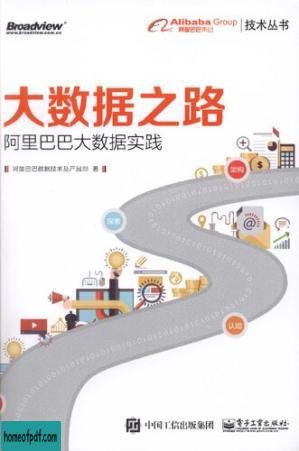 Broadview
www.broadview.com.cn
Alibaba Group
阿里巴巴集团
技术丛书
大数据之路
阿里巴巴大数据实践
阿里巴巴数据技术及产品部 著
架构
探索
认知
中国工信出版集团
电子工业出版社
homeofpdf.com